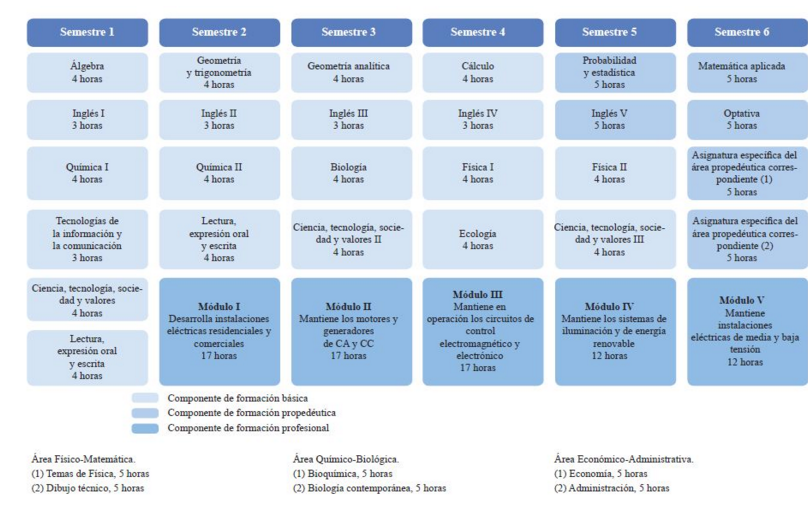 Semestre 1
Semestre 2
Semestre 3
Semestre 4
Semestre 5
Semestre 6
Álgebra
4 horas
Geometría
y trigonometría
4 horas
Geometría analítica
4 horas
Cálculo
4 horas
Probabilidad
y estadística
5 horas
Matemática aplicada
5 horas
Inglés I
3 horas
Inglés II
3 horas
Inglés III
3 horas
Inglés IV
3 horas
Inglés V
5 horas
Optativa
5 horas
Química I
4 horas
Química II
4 horas
Biología
4 horas
Física I
4 horas
Física II
4 horas
Asignatura específica del
área propedéutica corres-
pondiente (1)
5 horas
Tecnologías de
la información y
la comunicación
3 horas
Lectura,
expresión oral
y escrita
4 horas
Ciencia, tecnología, socie-
dad y valores II
4 horas
Ecología
4 horas
Ciencia, tecnología, socie-
dad y valores III
4 horas
Asignatura específica del
área propedéutica corres-
pondiente (2)
5 horas
Ciencia, tecnología, socie-
dad y valores
4 horas
Lectura,
expresión oral
y escrita
4 horas
Módulo I
Desarrolla instalaciones
eléctricas residenciales y
comerciales
17 horas
Módulo II
Mantiene los motores y
generadores
de CA y CC
17 horas
Módulo III
Mantiene en
operación los circuitos de
control
electromagnético y
electrónico
17 horas
Módulo IV
Mantiene los sistemas de
iluminación y de energía
renovable
12 horas
Módulo V
Mantiene
instalaciones
eléctricas de media y baja
tensión
12 horas
Componente de formación básica
Componente de formación propedéutica
Componente de formación profesional
Área Físico-Matemática.
(1) Temas de Física, 5 horas
(2) Dibujo técnico, 5 horas
Área Químico-Biológica.
(1) Bioquímica, 5 horas
(2) Biología contemporánea, 5 horas
Área Económico-Administrativa.
(1) Economía, 5 horas
(2) Administración, 5 horas